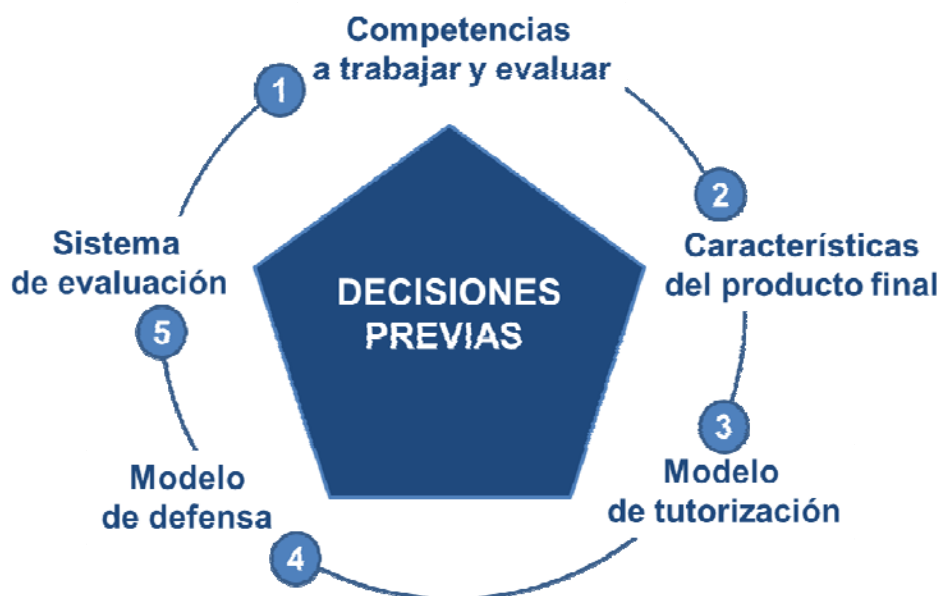 1
Competencias
a trabajar y evaluar
2
Características
del producto final
3
Modelo
de tutorización
4
Modelo
de defensa
5
Sistema
de evaluación
DECISIONES
PREVIAS